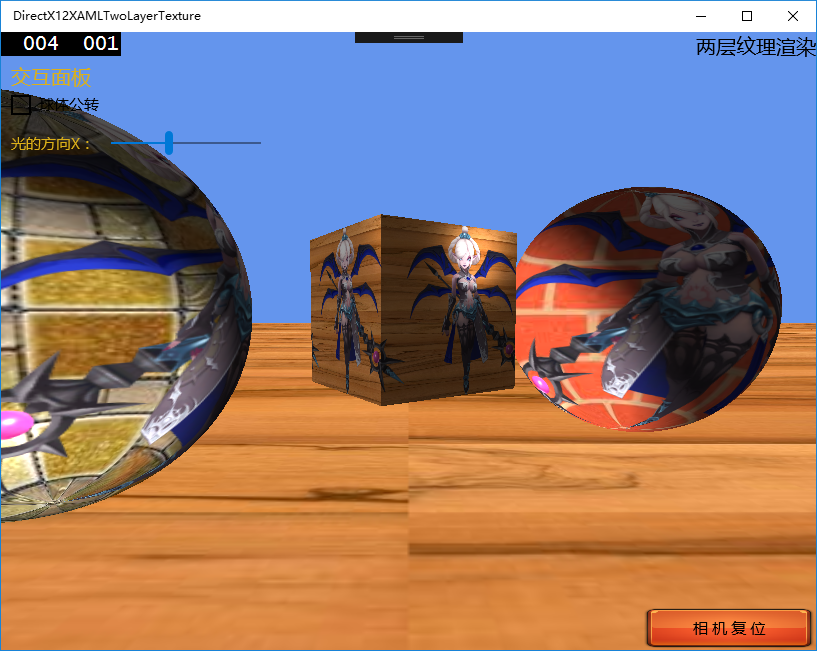 DirectX12XAMLTwoLayerTexture
004 001
两层纹理渲染
交互面板
球体公转
光的方向X：
相机复位